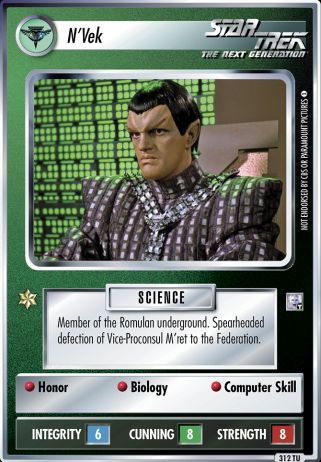 N'Vek
STAR TREK
THE NEXT GENERATION
NOT ENDORSED BY CBS OR PARAMOUNT PICTURES
SCIENCE
Member of the Romulan underground. Spearheaded
defection of Vice-Proconsul M'ret to the Federation.
Honor
Biology
Computer Skill
INTEGRITY 6 CUNNING 8 STRENGTH 8
312 TU